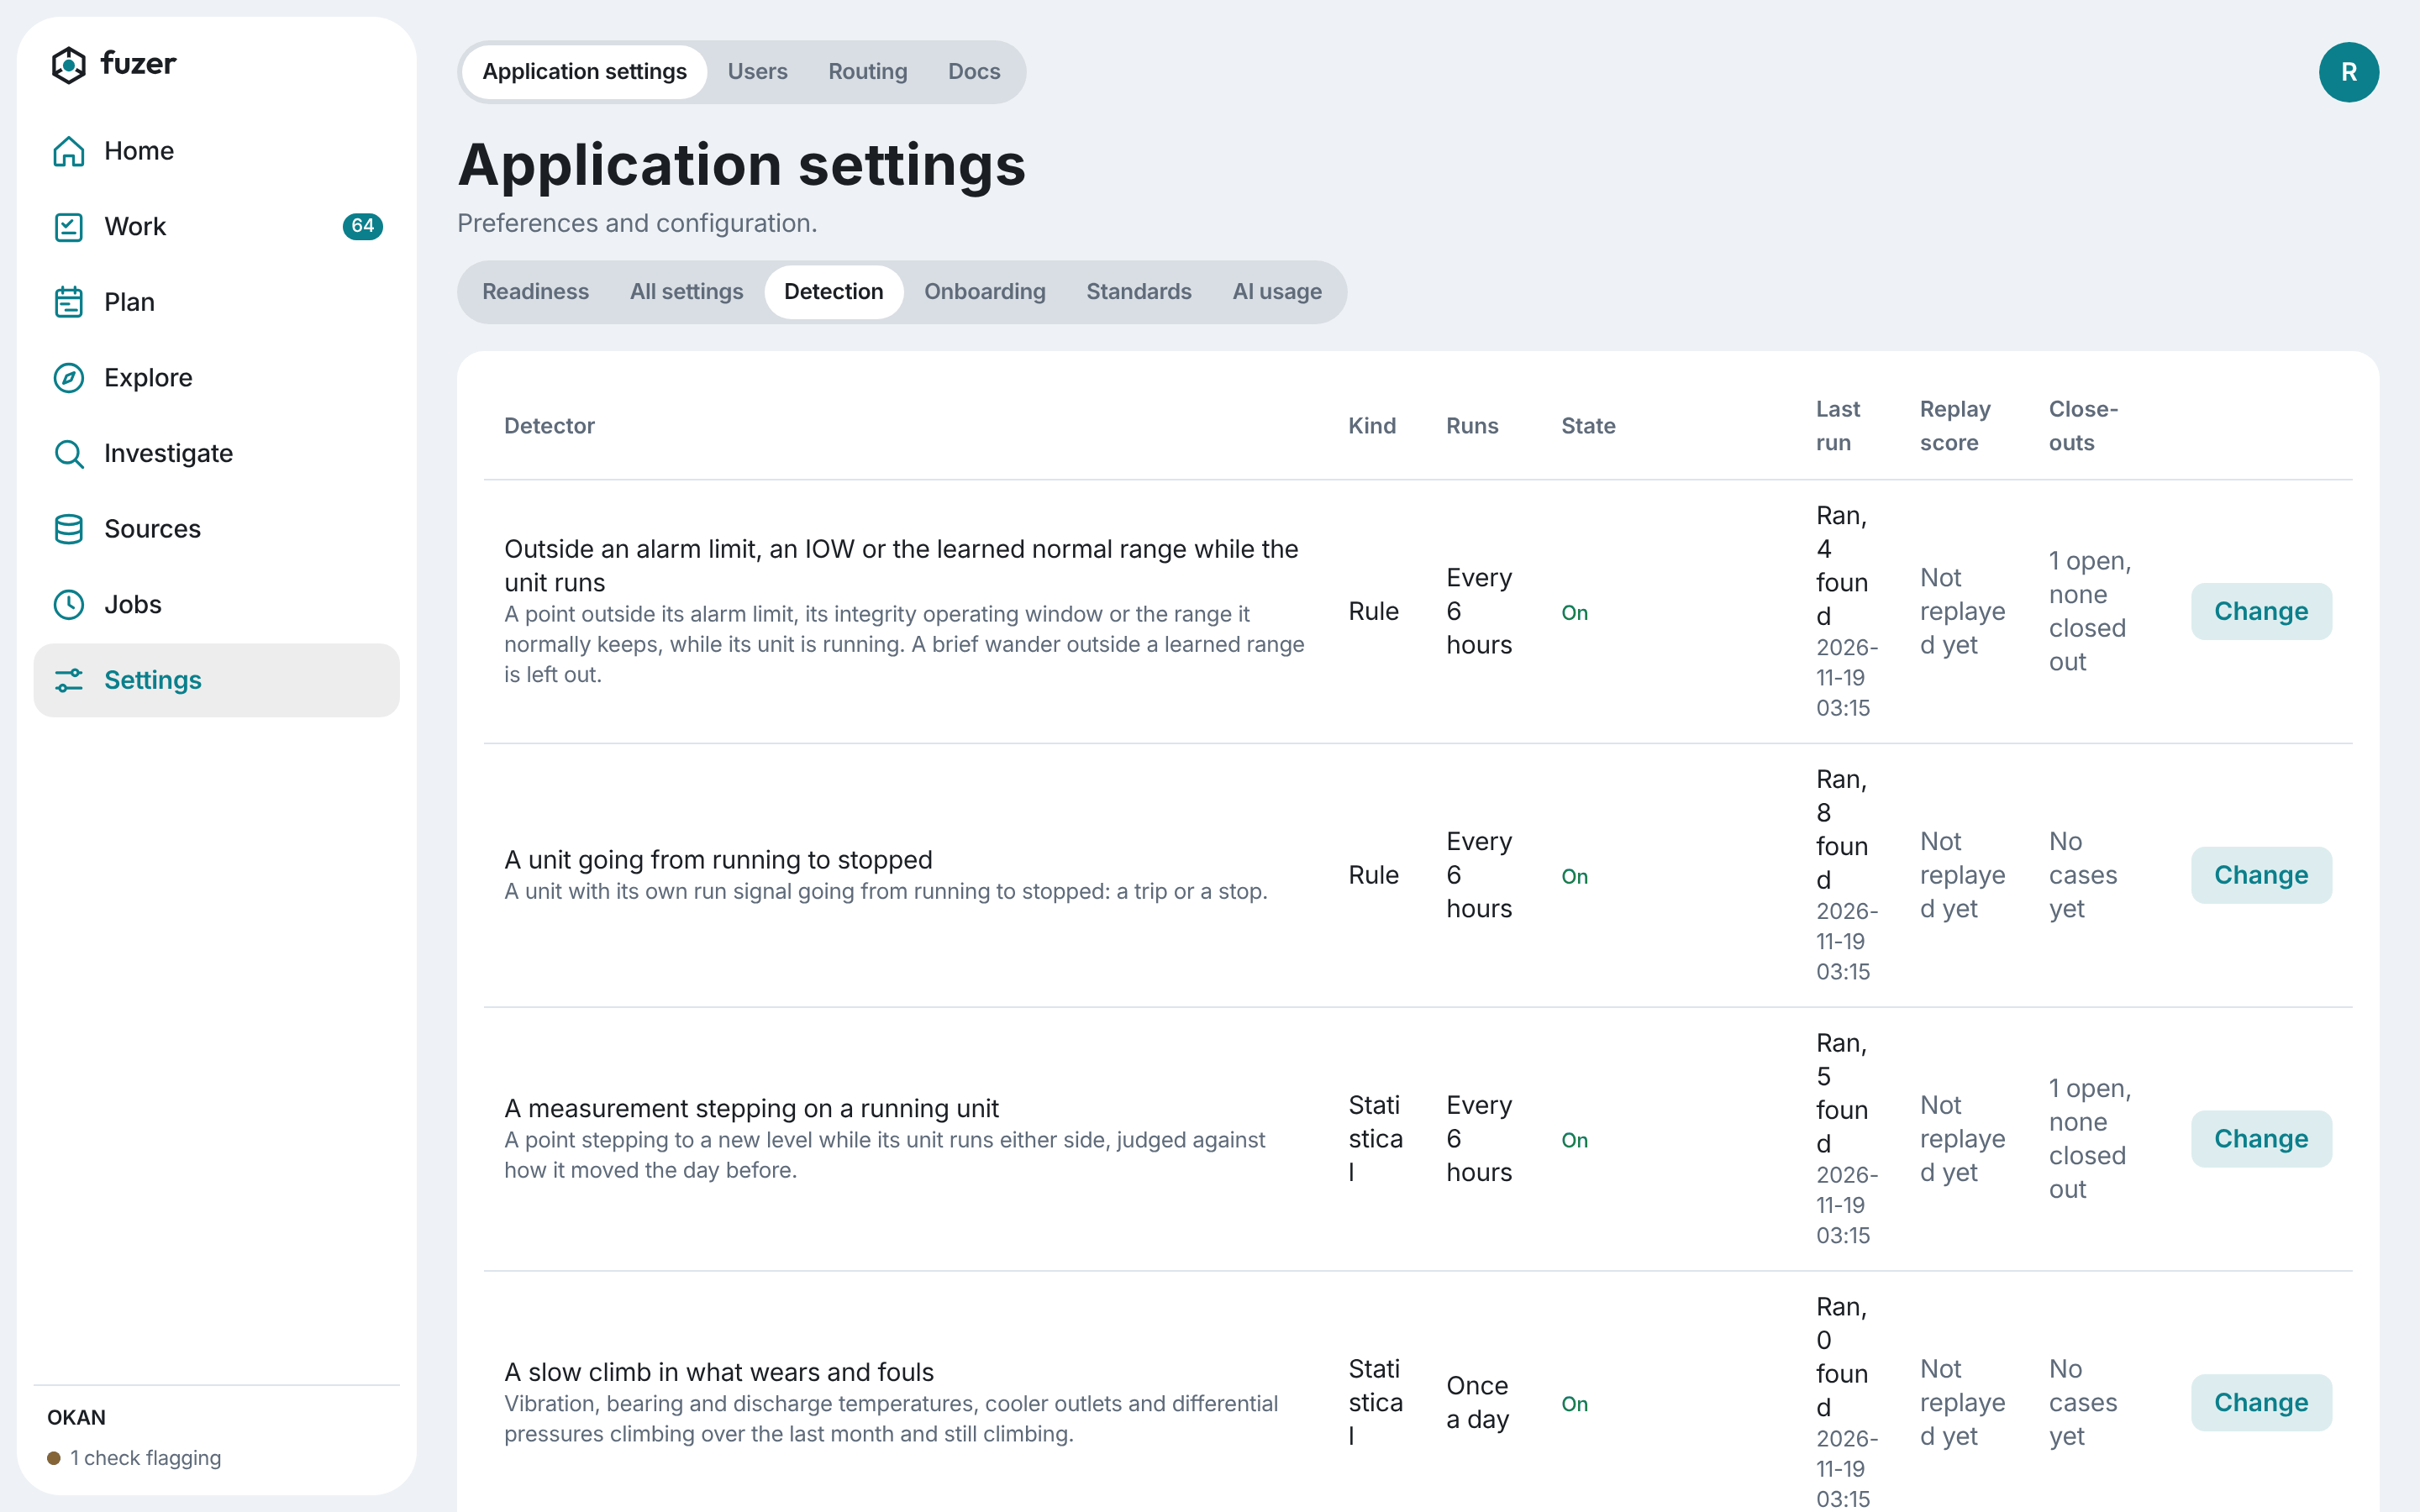 fuzer
Home
Work 64
Plan
Explore
Investigate
Sources
Jobs
Settings
OKAN
1 check flagging
Application settings Users Routing Docs
R
Application settings
Preferences and configuration.
Readiness All settings Detection Onboarding Standards AI usage
Detector
Kind
Runs
State
Last
run
Replay
score
Close-
outs
Outside an alarm limit, an IOW or the learned normal range while the
unit runs
A point outside its alarm limit, its integrity operating window or the range it
normally keeps, while its unit is running. A brief wander outside a learned range
is left out.
Rule
Every
6
hours
On
Ran,
4
foun
d
2026-
11-19
03:15
Not
replaye
d yet
1 open,
none
closed
out
Change
A unit going from running to stopped
A unit with its own run signal going from running to stopped: a trip or a stop.
Rule
Every
6
hours
On
Ran,
8
foun
d
2026-
11-19
03:15
Not
replaye
d yet
No
cases
yet
Change
A measurement stepping on a running unit
A point stepping to a new level while its unit runs either side, judged against
how it moved the day before.
Stati
stica
l
Every
6
hours
On
Ran,
5
foun
d
2026-
11-19
03:15
Not
replaye
d yet
1 open,
none
closed
out
Change
A slow climb in what wears and fouls
Vibration, bearing and discharge temperatures, cooler outlets and differential
pressures climbing over the last month and still climbing.
Stati
stica
l
Once
a day
On
Ran,
0
foun
d
2026-
11-19
03:15
Not
replaye
d yet
No
cases
yet
Change